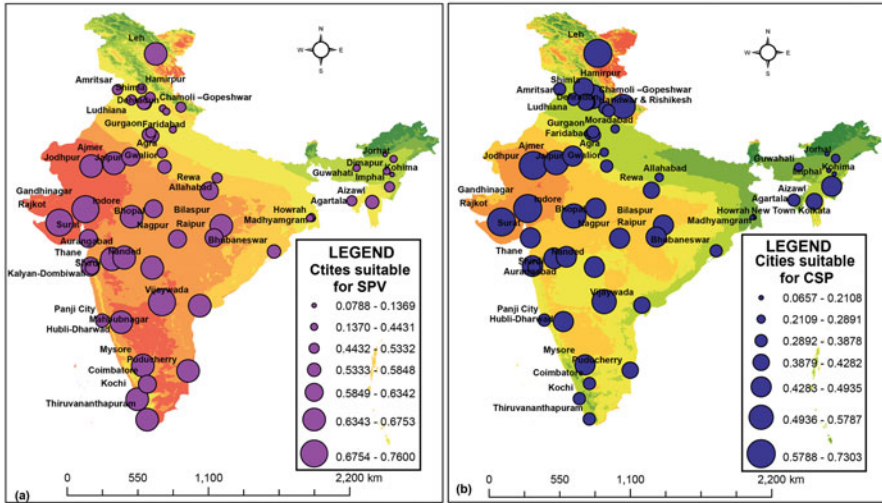 Leh
N
W E
S
Amritsar
Shimla
Hamirpur
Dehradun
Chamoli –Gopeshwar
Ludhiana
Gurgaon
Faridabad
Agra
Ajmer
Jodhpur
Jaipur
Gwalior
Rewa
Allahabad
Jorhat
Dimapur
Guwahati
Kohima
Imphal
Aizawl
Agartala
Gandhinagar
Rajkot
Indore
Surat
Bhopal
Bilaspur
Nagpur
Raipur
Howrah
Madhyamgram
Bhubaneswar
Aurangabad
Thane
Nanded
Shirdi
Kalyan-Dombiwali
Vijaywada
Panji City
Mahbubnagar
Hubli-Dharwad
Mysore
Puducherry
Coimbatore
Kochi
Thiruvananthapuram
LEGEND
Ctites suitable
for SPV
0.0788 - 0.1369
0.1370 - 0.4431
0.4432 - 0.5332
0.5333 - 0.5848
0.5849 - 0.6342
0.6343 - 0.6753
0.6754 - 0.7600
(a)
0 550 1,100 2,200 km
Leh
N
W E
S
Shimla
Hamirpur
Amritsar
Dehradun
Chamoli –Gopeshwar
Haridwar & Rishikesh
Ludhiana
Moradabad
Gurgaon
Faridabad
Agra
Ajmer
Jodhpur
Jaipur
Gwalior
Rewa
Allahabad
Jorhat
Guwahati
Kohima
Imphal
Aizawl
Agartala
Gandhinagar
Rajkot
Indore
Surat
Bhopal
Bilaspur
Nagpur
Raipur
Howrah
New Town Kolkata
Madhyamgram
Bhubaneswar
Thane
Nanded
Shirdi
Aurangabad
Vijaywada
Panji City
Hubli-Dharwad
Mysore
Puducherry
Coimbatore
Kochi
Thiruvananthapuram
LEGEND
Cities suitable
for CSP
0.0657 - 0.2108
0.2109 - 0.2891
0.2892 - 0.3878
0.3879 - 0.4282
0.4283 - 0.4935
0.4936 - 0.5787
0.5788 - 0.7303
(b)
0 550 1,100 2,200 km